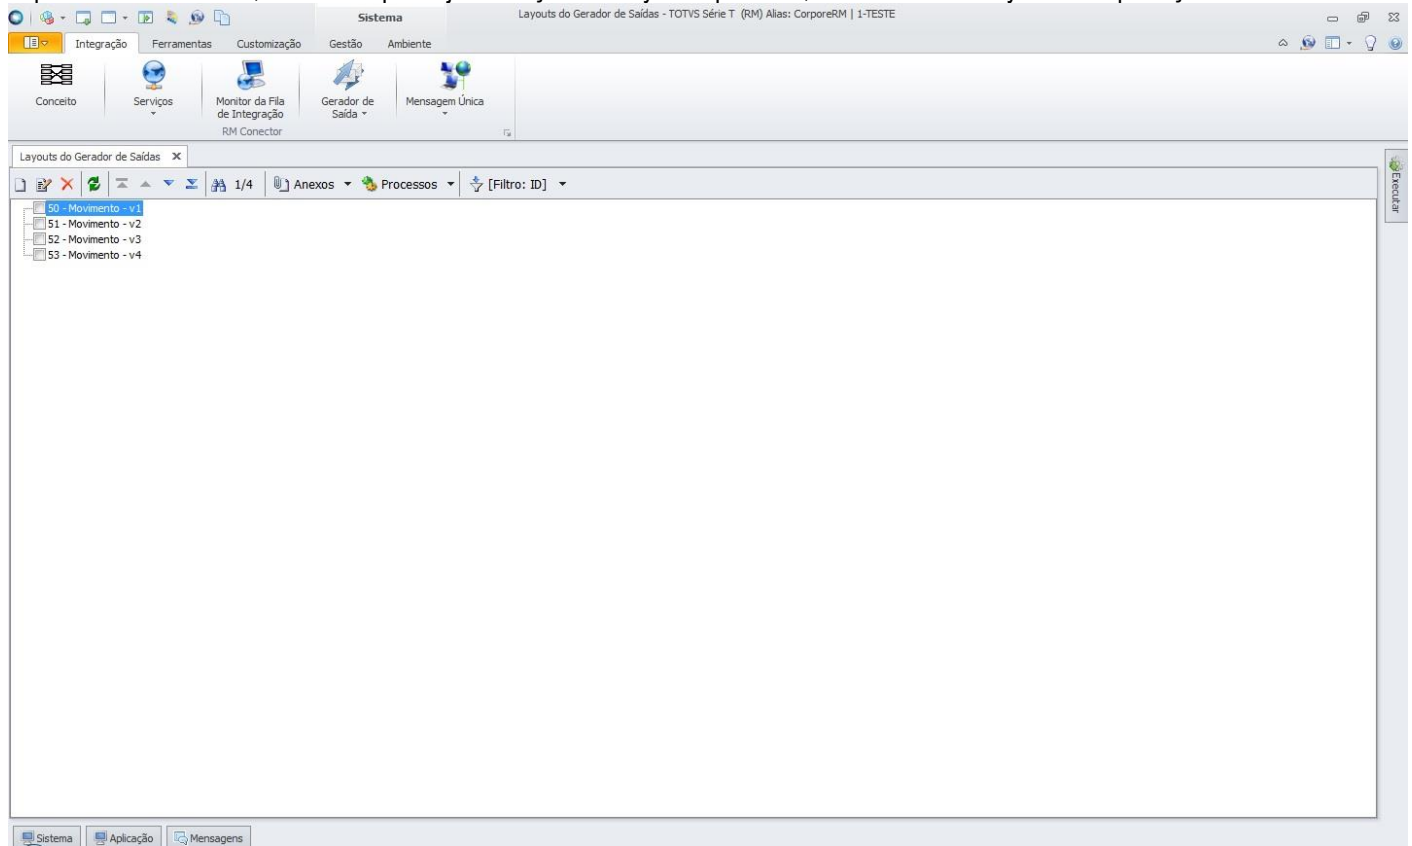 Sistema
Layouts do Gerador de Saídas - TOTVS Série T (RM) Alias: CorporeRM | 1-TESTE
Integração Ferramentas Customização Gestão Ambiente
Conceito Serviços Monitor da Fila de Integração Gerador de Saída Mensagem Única
RM Conector
Layouts do Gerador de Saídas
1/4 Anexos Processos [Filtro: ID]
Executar
50 - Movimento - v1
51 - Movimento - v2
52 - Movimento - v3
53 - Movimento - v4
Sistema Aplicação Mensagens